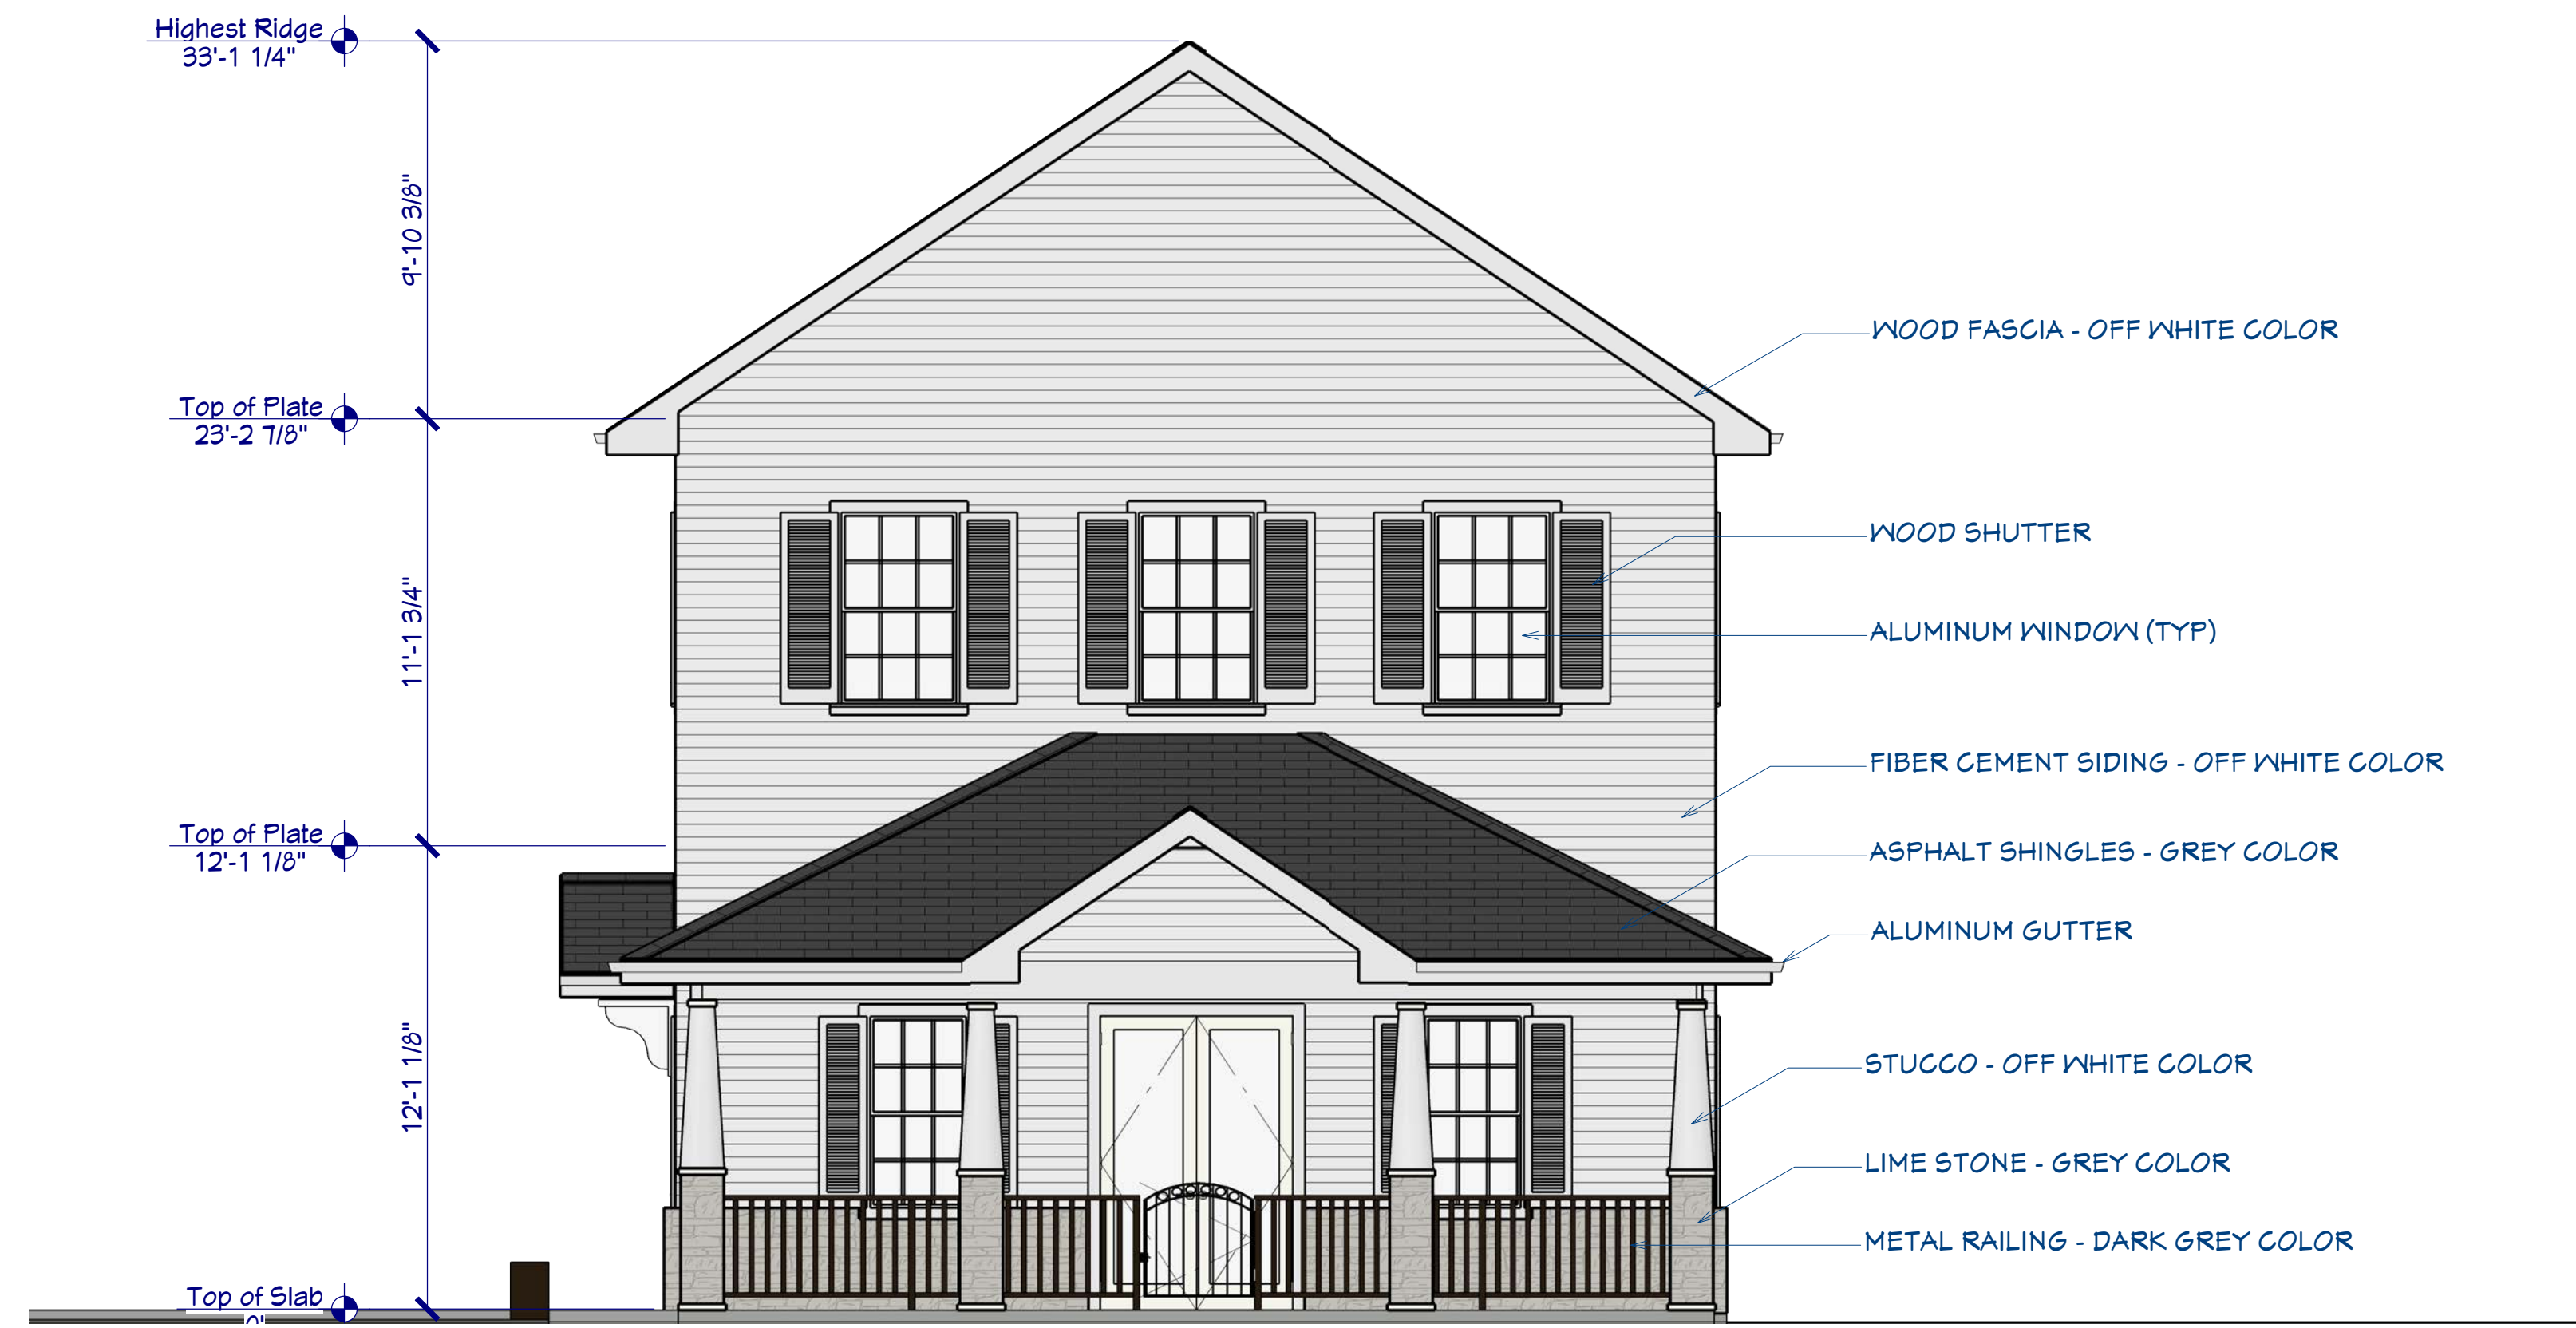 Highest Ridge
33'-1 1/4"
9'-10 3/8"
WOOD FASCIA - OFF WHITE COLOR
Top of Plate
23'-2 7/8"
WOOD SHUTTER
11'-1 3/4"
ALUMINUM WINDOW (TYP)
FIBER CEMENT SIDING - OFF WHITE COLOR
Top of Plate
12'-1 1/8"
ASPHALT SHINGLES - GREY COLOR
ALUMINUM GUTTER
12'-1 1/8"
STUCCO - OFF WHITE COLOR
LIME STONE - GREY COLOR
METAL RAILING - DARK GREY COLOR
Top of Slab
0'